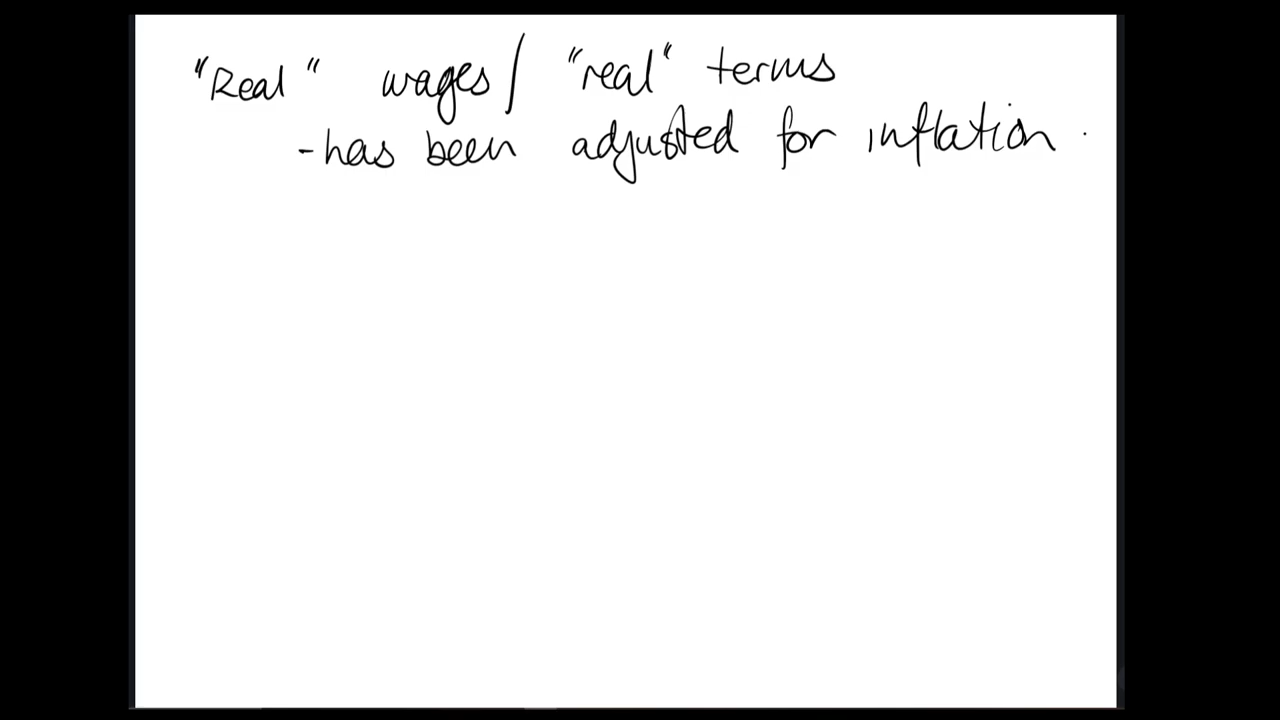 "Real" wages/ "real" terms
-has been adjusted for inflation.